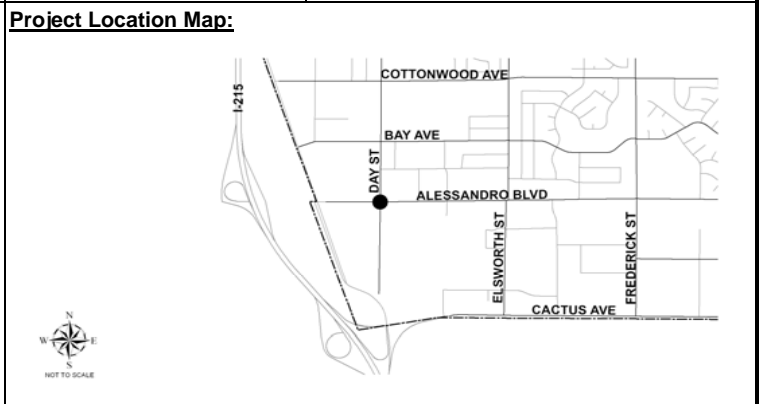 Project Location Map:
COTTONWOOD AVE
I-215
BAY AVE
DAY ST
ALESSANDRO BLVD
ELSWORTH ST
FREDERICK ST
CACTUS AVE
N
W E
S
NOT TO SCALE